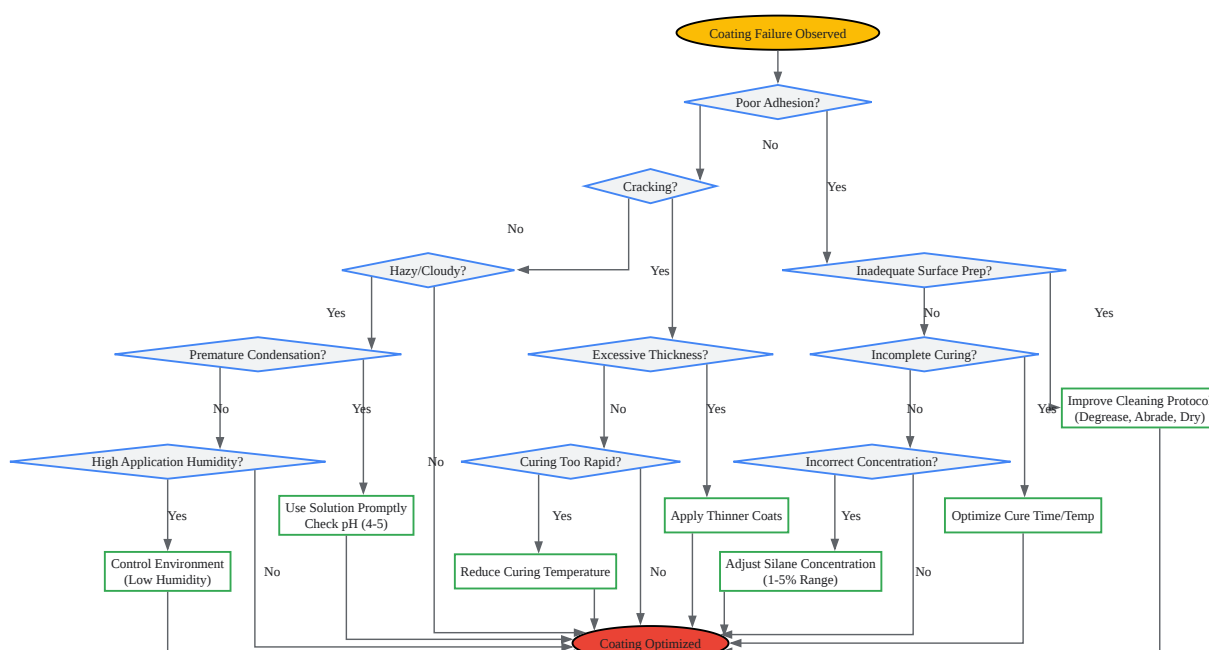 Coating Failure Observed
Poor Adhesion?
No
Cracking?
Yes
No
Hazy/Cloudy?
Yes
Inadequate Surface Prep?
Yes
No
Yes
Premature Condensation?
Excessive Thickness?
Incomplete Curing?
No
Yes
No
Yes
No
Yes
Improve Cleaning Protocol
(Degrease, Abrade, Dry)
High Application Humidity?
No
Curing Too Rapid?
Incorrect Concentration?
Use Solution Promptly
Check pH (4-5)
Yes
Yes
Apply Thinner Coats
Yes
Optimize Cure Time/Temp
Control Environment
(Low Humidity)
No
Reduce Curing Temperature
No
Adjust Silane Concentration
(1-5% Range)
No
Coating Optimized